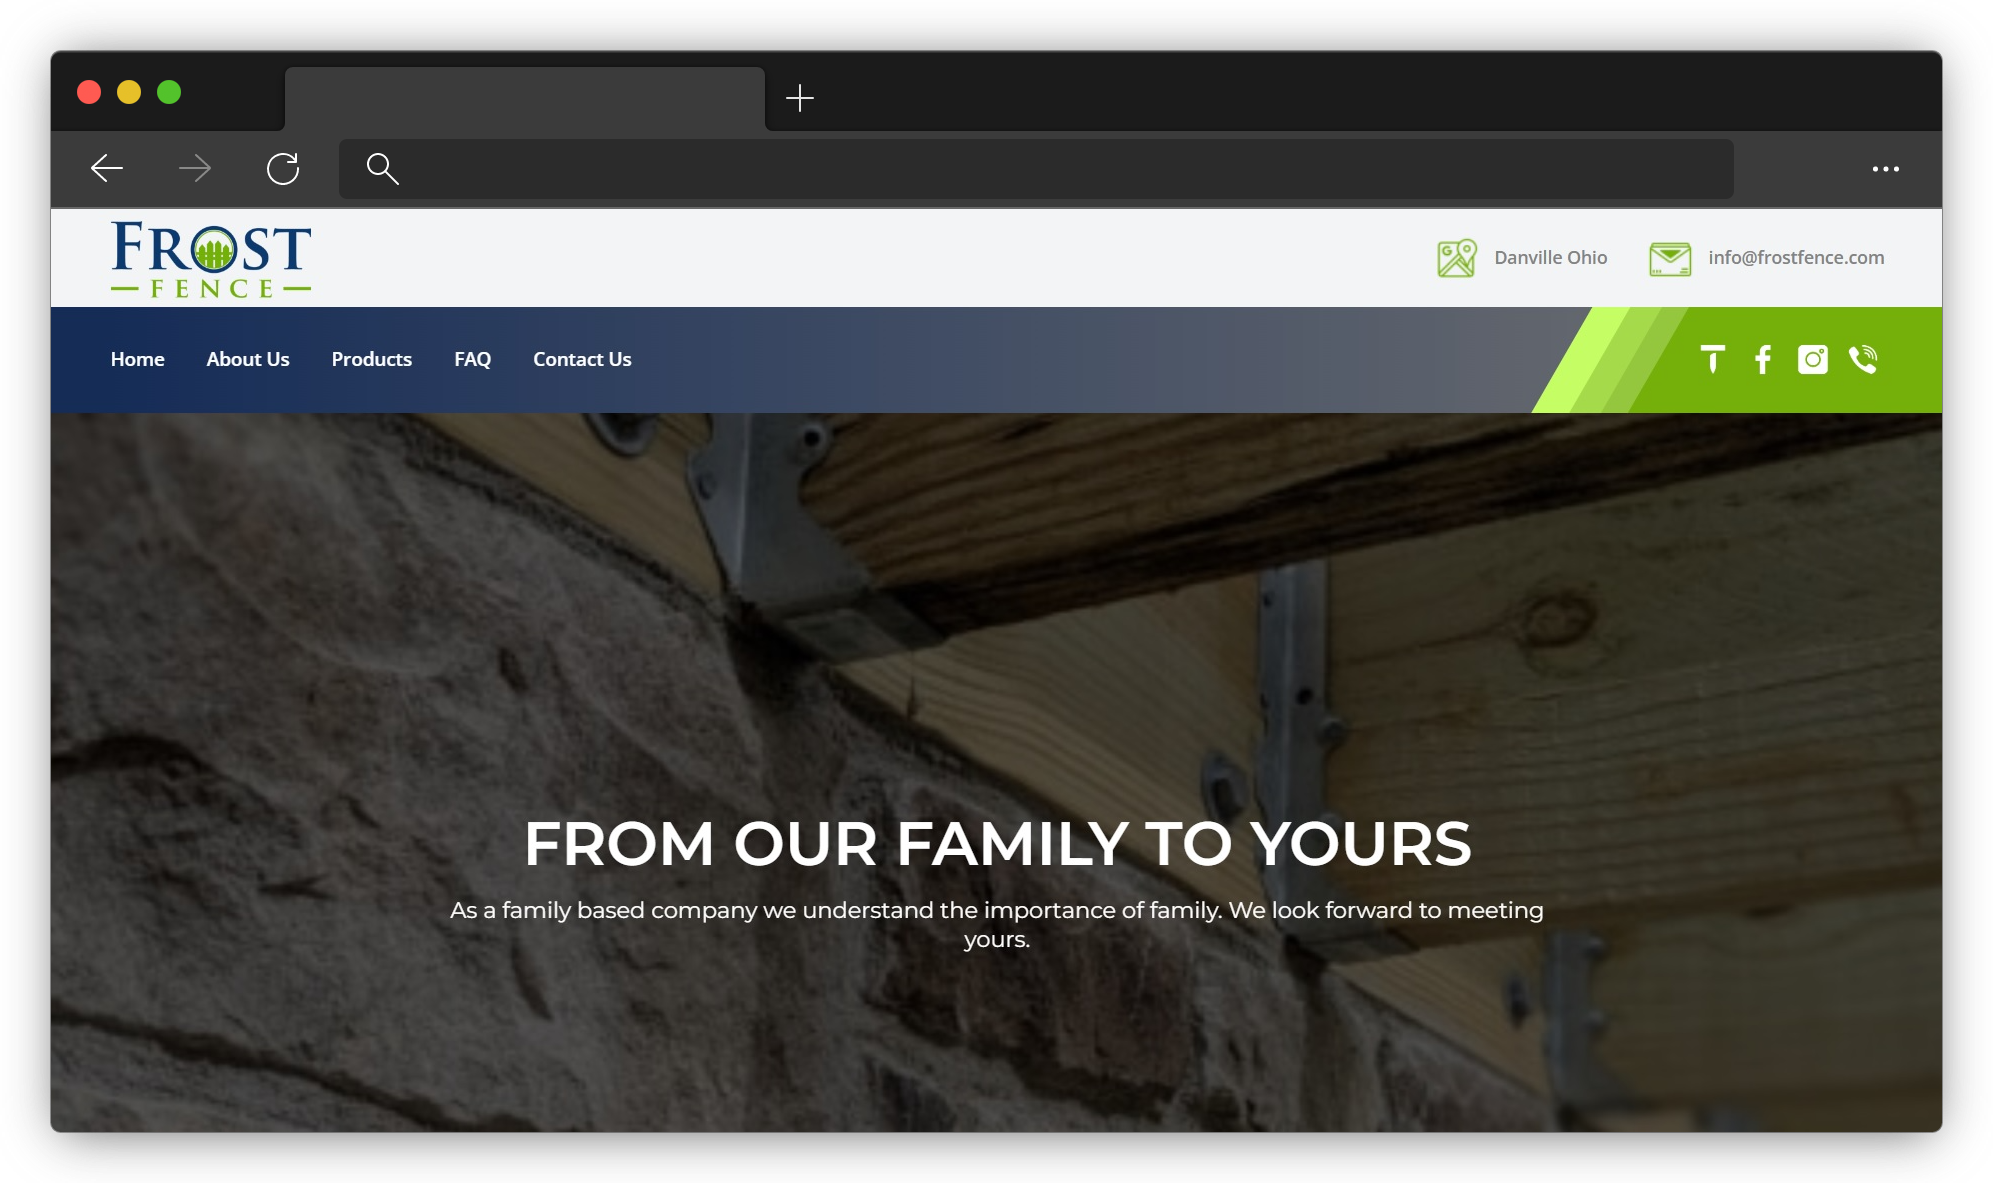 FROST
FENCE
Danville Ohio
info@frostfence.com
Home About Us Products FAQ Contact Us
FROM OUR FAMILY TO YOURS
As a family based company we understand the importance of family. We look forward to meeting
yours.